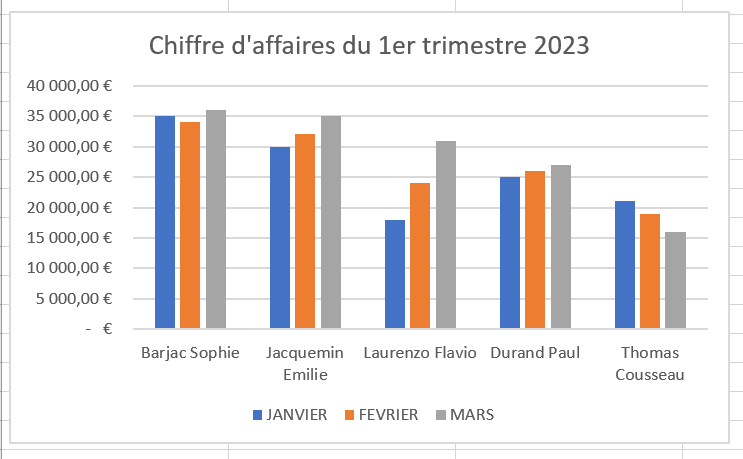 Chiffre d'affaires du 1er trimestre 2023
40 000,00 €
35 000,00 €
30 000,00 €
25 000,00 €
20 000,00 €
15 000,00 €
10 000,00 €
5 000,00 €
- €
Barjac Sophie
Jacquemin
Emilie
Laurenzo Flavio
Durand Paul
Thomas
Cousseau
JANVIER FEVRIER MARS